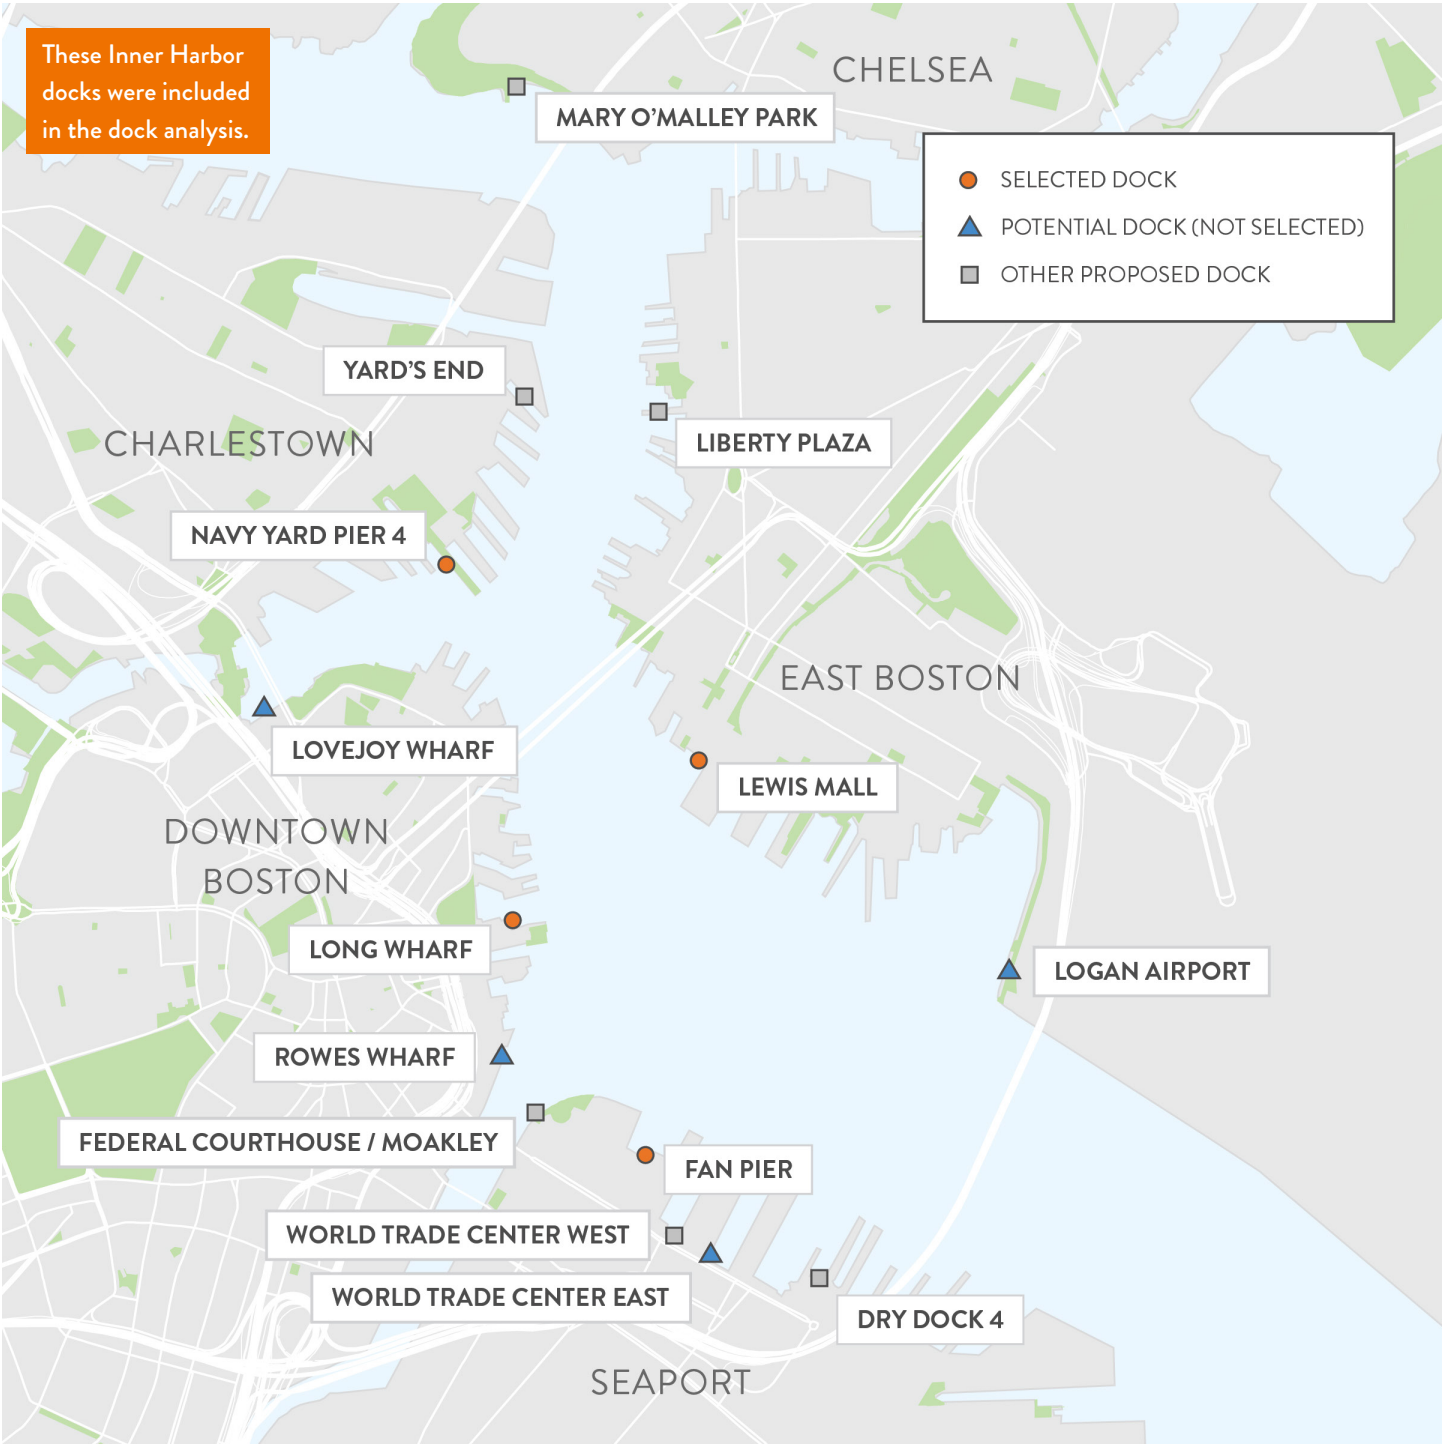 These Inner Harbor
docks were included
in the dock analysis.
CHELSEA
MARY O’MALLEY PARK
SELECTED DOCK
POTENTIAL DOCK (NOT SELECTED)
OTHER PROPOSED DOCK
YARD’S END
CHARLESTOWN
LIBERTY PLAZA
NAVY YARD PIER 4
EAST BOSTON
LOVEJOY WHARF
LEWIS MALL
DOWNTOWN
BOSTON
LONG WHARF
LOGAN AIRPORT
ROWES WHARF
FEDERAL COURTHOUSE / MOAKLEY
FAN PIER
WORLD TRADE CENTER WEST
WORLD TRADE CENTER EAST
DRY DOCK 4
SEAPORT